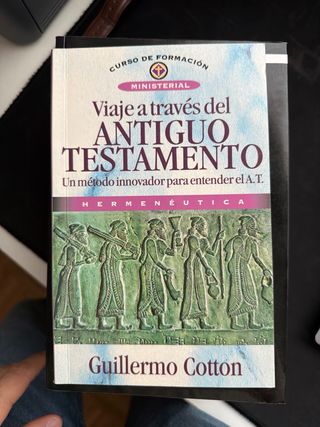 CURSO DE FORMACIÓN
MINISTERIAL
Viaje a través del
ANTIGUO
TESTAMENTO
Un método innovador para entender el A.T.
HERMENÉUTICA
Guillermo Cotton